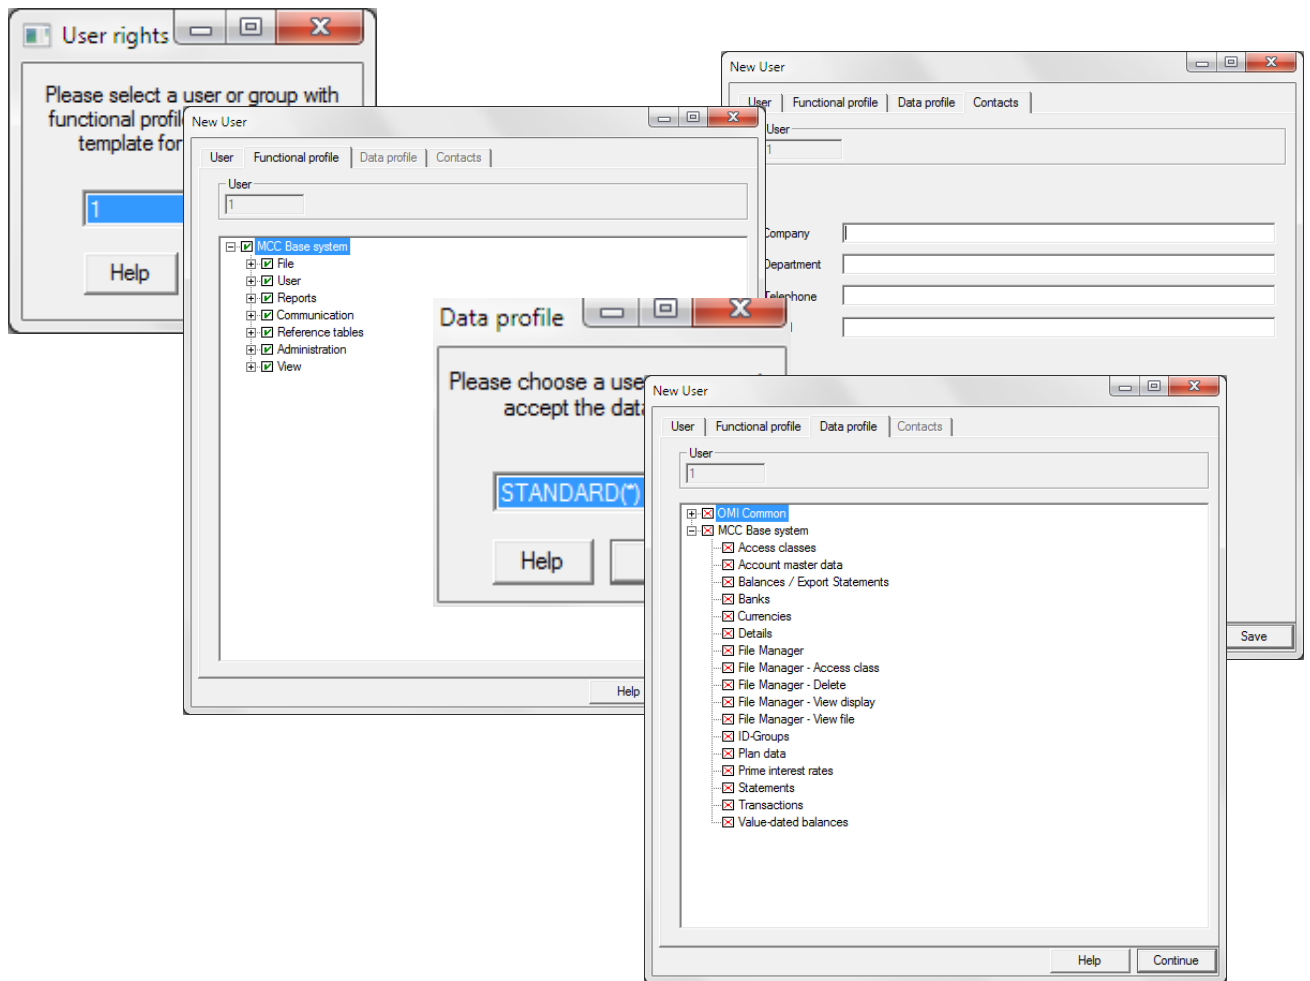 User rights
Please select a user or group with
functional profil
template for
1
Help
New User
User Functional profile Data profile Contacts
User
1
MCC Base system
File
User
Reports
Communication
Reference tables
Administration
View
Help
New User
User Functional profile Data profile Contacts
User
1
Company
Department
Telephone
Save
Data profile
Please choose a use
accept the data
STANDARD(*)
Help
New User
User Functional profile Data profile Contacts
User
1
OMI Common
MCC Base system
Access classes
Account master data
Balances / Export Statements
Banks
Currencies
Details
File Manager
File Manager - Access class
File Manager - Delete
File Manager - View display
File Manager - View file
ID-Groups
Plan data
Prime interest rates
Statements
Transactions
Value-dated balances
Help Continue